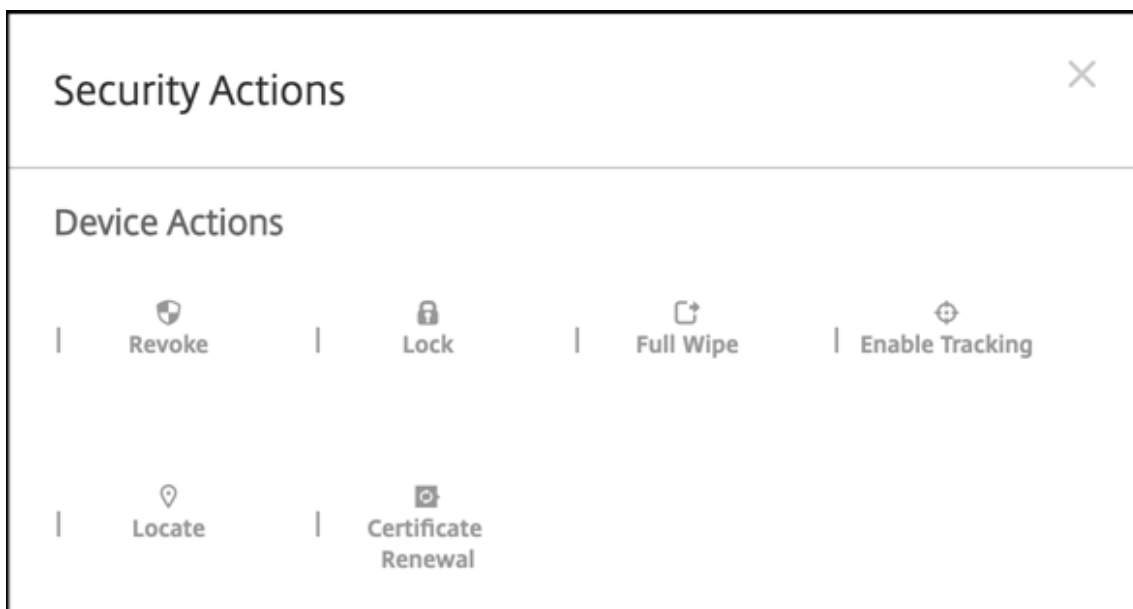 Security Actions
Device Actions
Revoke
Lock
Full Wipe
Enable Tracking
Locate
Certificate
Renewal